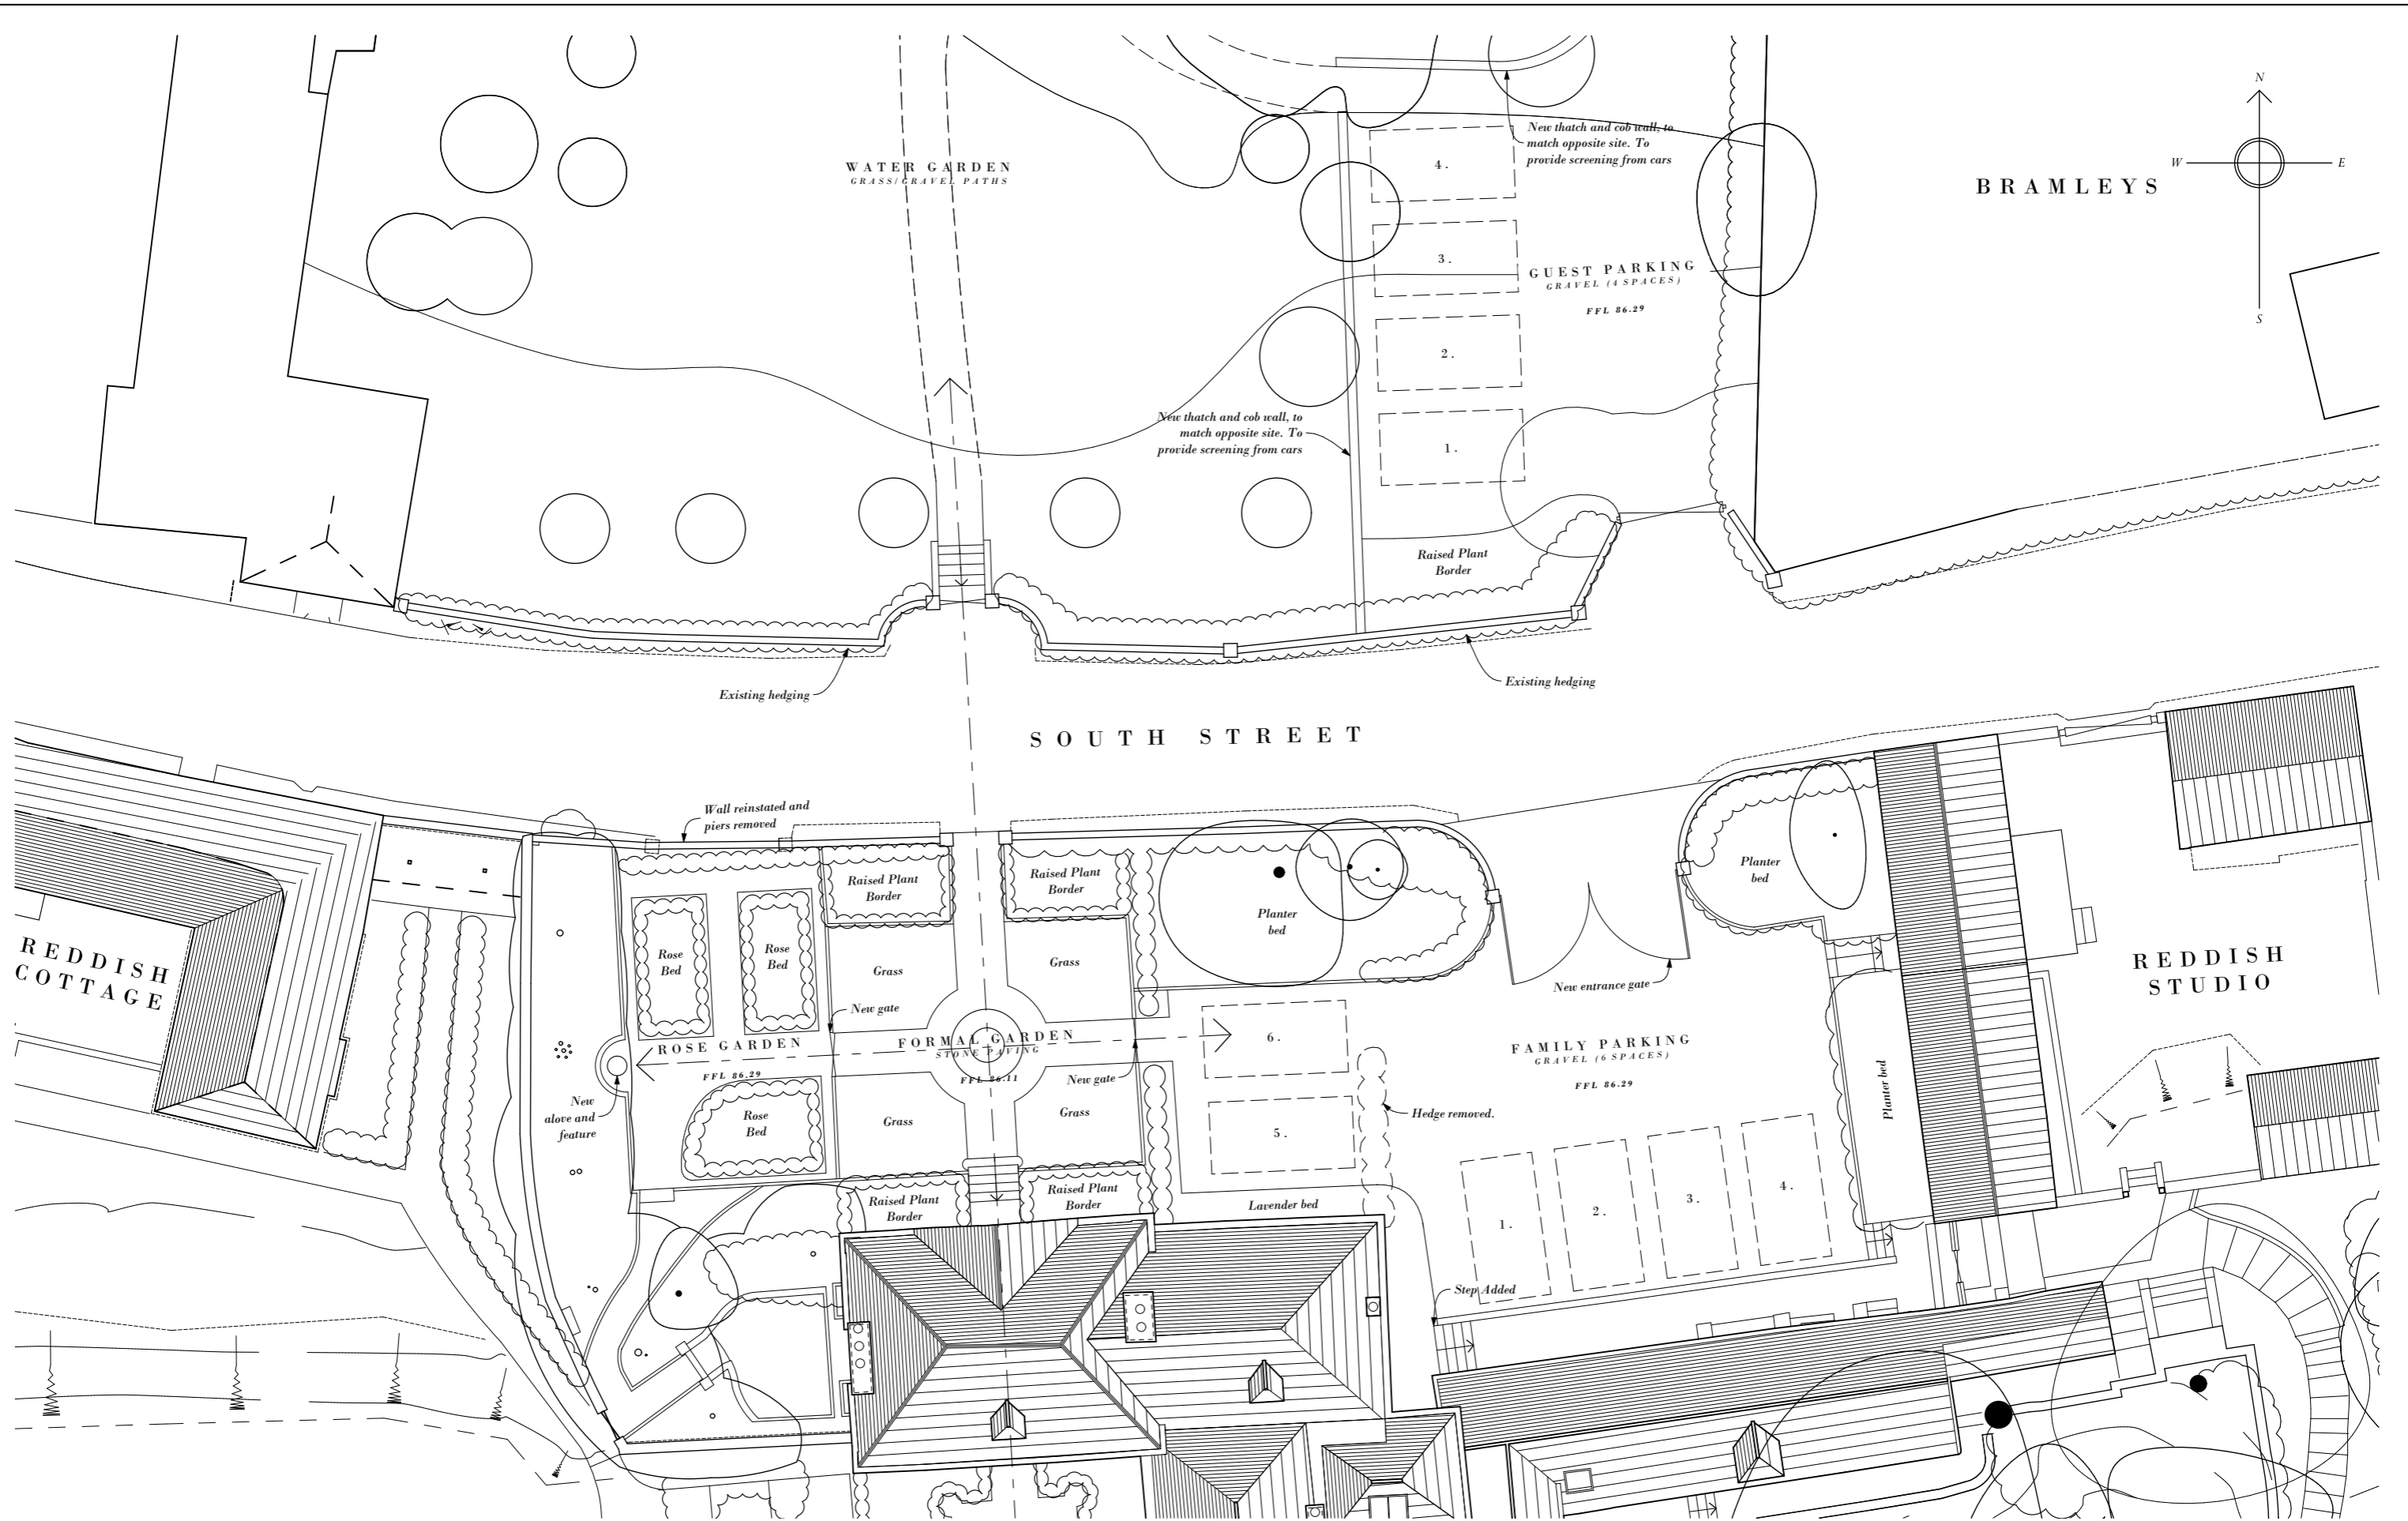 N
W
E
S
BRAMLEYS
WATER GARDEN
GRASS/GRAVEL PATHS
New thatch and cob wall, to
match opposite site. To
provide screening from cars
4.
3.
2.
1.
GUEST PARKING
GRAVEL (4 SPACES)
FFL 86.29
New thatch and cob wall, to
match opposite site. To
provide screening from cars
Raised Plant
Border
Existing hedging
Existing hedging
SOUTH STREET
Wall reinstated and
piers removed
REDDISH
COTTAGE
Rose
Bed
Rose
Bed
Raised Plant
Border
Raised Plant
Border
Planter
bed
Planter
bed
Grass
Grass
New gate
New entrance gate
REDDISH
STUDIO
ROSE GARDEN
FFL 86.29
FORMAL GARDEN
STONE PAVING
FFL 86.11
New gate
6.
5.
FAMILY PARKING
GRAVEL (6 SPACES)
FFL 86.29
Planter bed
New
alove and
feature
Rose
Bed
Grass
Grass
Hedge removed.
Raised Plant
Border
Raised Plant
Border
Lavender bed
1.
2.
3.
4.
Step Added